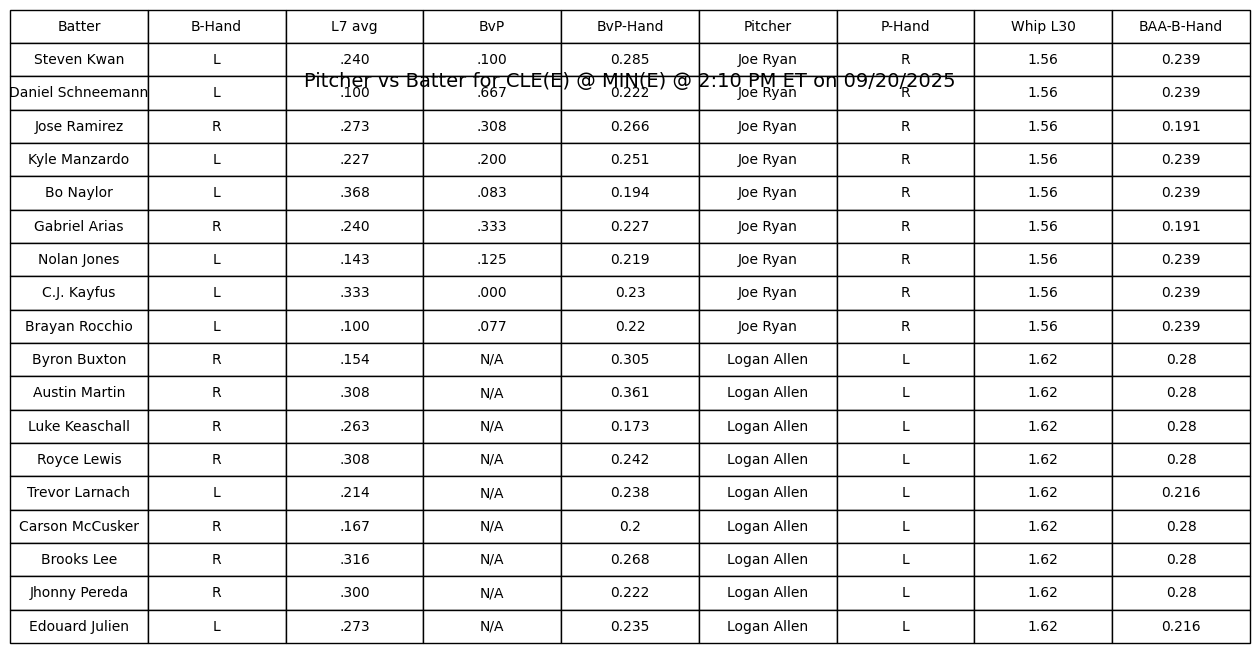 Batter B-Hand L7 avg BvP BvP-Hand Pitcher P-Hand Whip L30 BAA-B-Hand
Steven Kwan L .240 .100 0.285 Joe Ryan R 1.56 0.239
Pitcher vs Batter for CLE(E) @ MIN(E) @ 2:10 PM ET on 09/20/2025
Daniel Schneemann L .100 .667 0.222 Joe Ryan R 1.56 0.239
Jose Ramirez R .273 .308 0.266 Joe Ryan R 1.56 0.191
Kyle Manzardo L .227 .200 0.251 Joe Ryan R 1.56 0.239
Bo Naylor L .368 .083 0.194 Joe Ryan R 1.56 0.239
Gabriel Arias R .240 .333 0.227 Joe Ryan R 1.56 0.191
Nolan Jones L .143 .125 0.219 Joe Ryan R 1.56 0.239
C.J. Kayfus L .333 .000 0.23 Joe Ryan R 1.56 0.239
Brayan Rocchio L .100 .077 0.22 Joe Ryan R 1.56 0.239
Byron Buxton R .154 N/A 0.305 Logan Allen L 1.62 0.28
Austin Martin R .308 N/A 0.361 Logan Allen L 1.62 0.28
Luke Keaschall R .263 N/A 0.173 Logan Allen L 1.62 0.28
Royce Lewis R .308 N/A 0.242 Logan Allen L 1.62 0.28
Trevor Larnach L .214 N/A 0.238 Logan Allen L 1.62 0.216
Carson McCusker R .167 N/A 0.2 Logan Allen L 1.62 0.28
Brooks Lee R .316 N/A 0.268 Logan Allen L 1.62 0.28
Jhonny Pereda R .300 N/A 0.222 Logan Allen L 1.62 0.28
Edouard Julien L .273 N/A 0.235 Logan Allen L 1.62 0.216